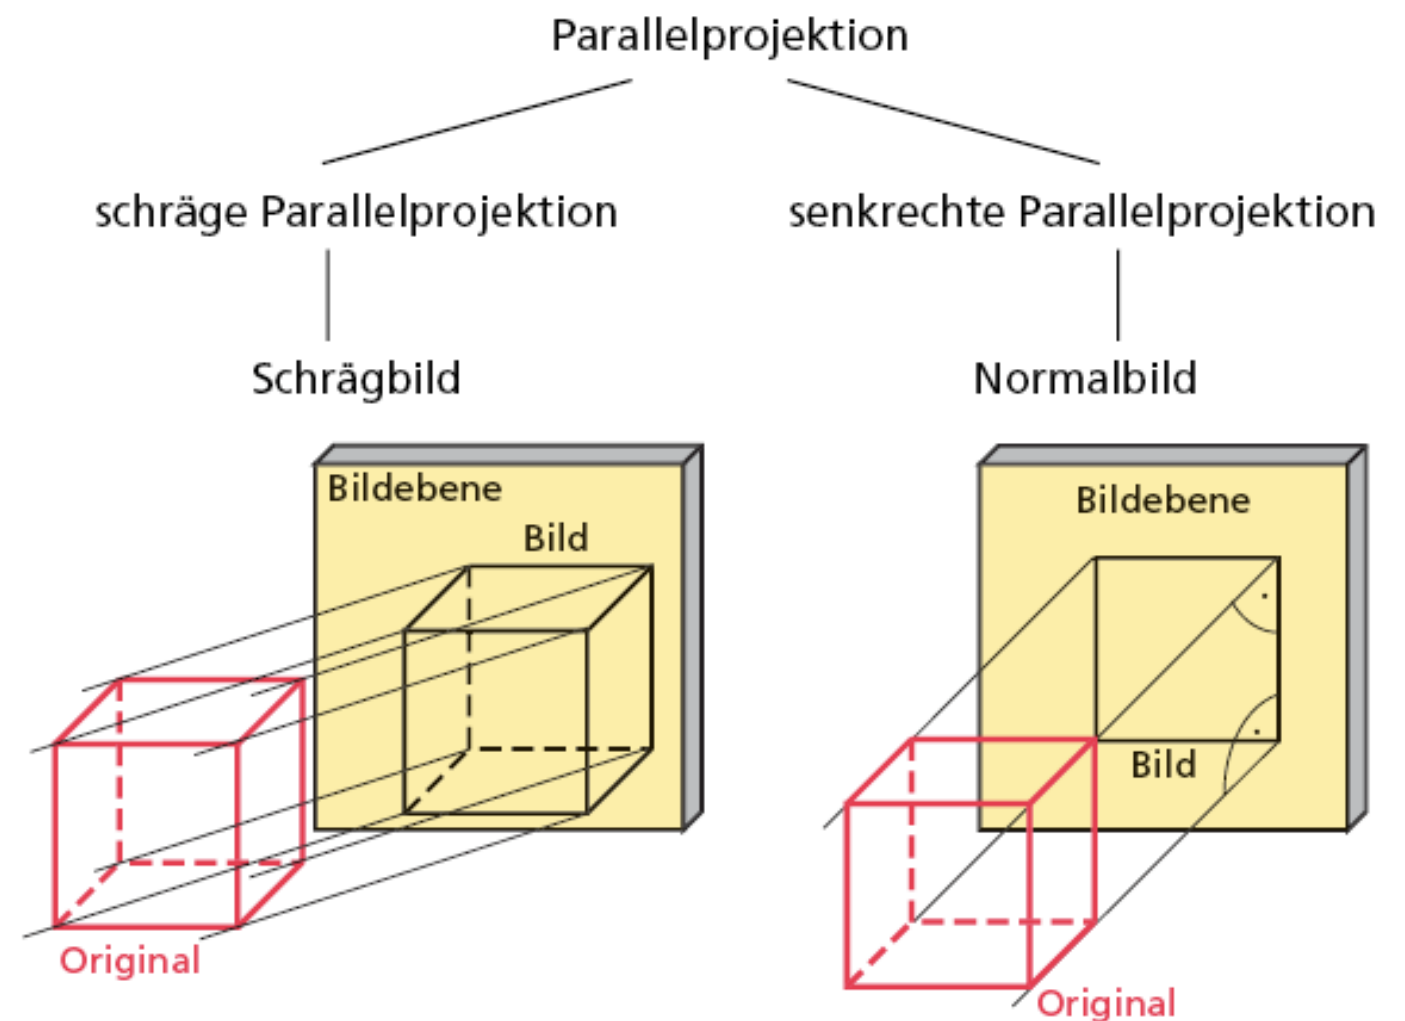 Parallelprojektion
schräge Parallelprojektion
senkrechte Parallelprojektion
Schrägbild
Normalbild
Bildebene
Bild
Original
Bildebene
Bild
Original